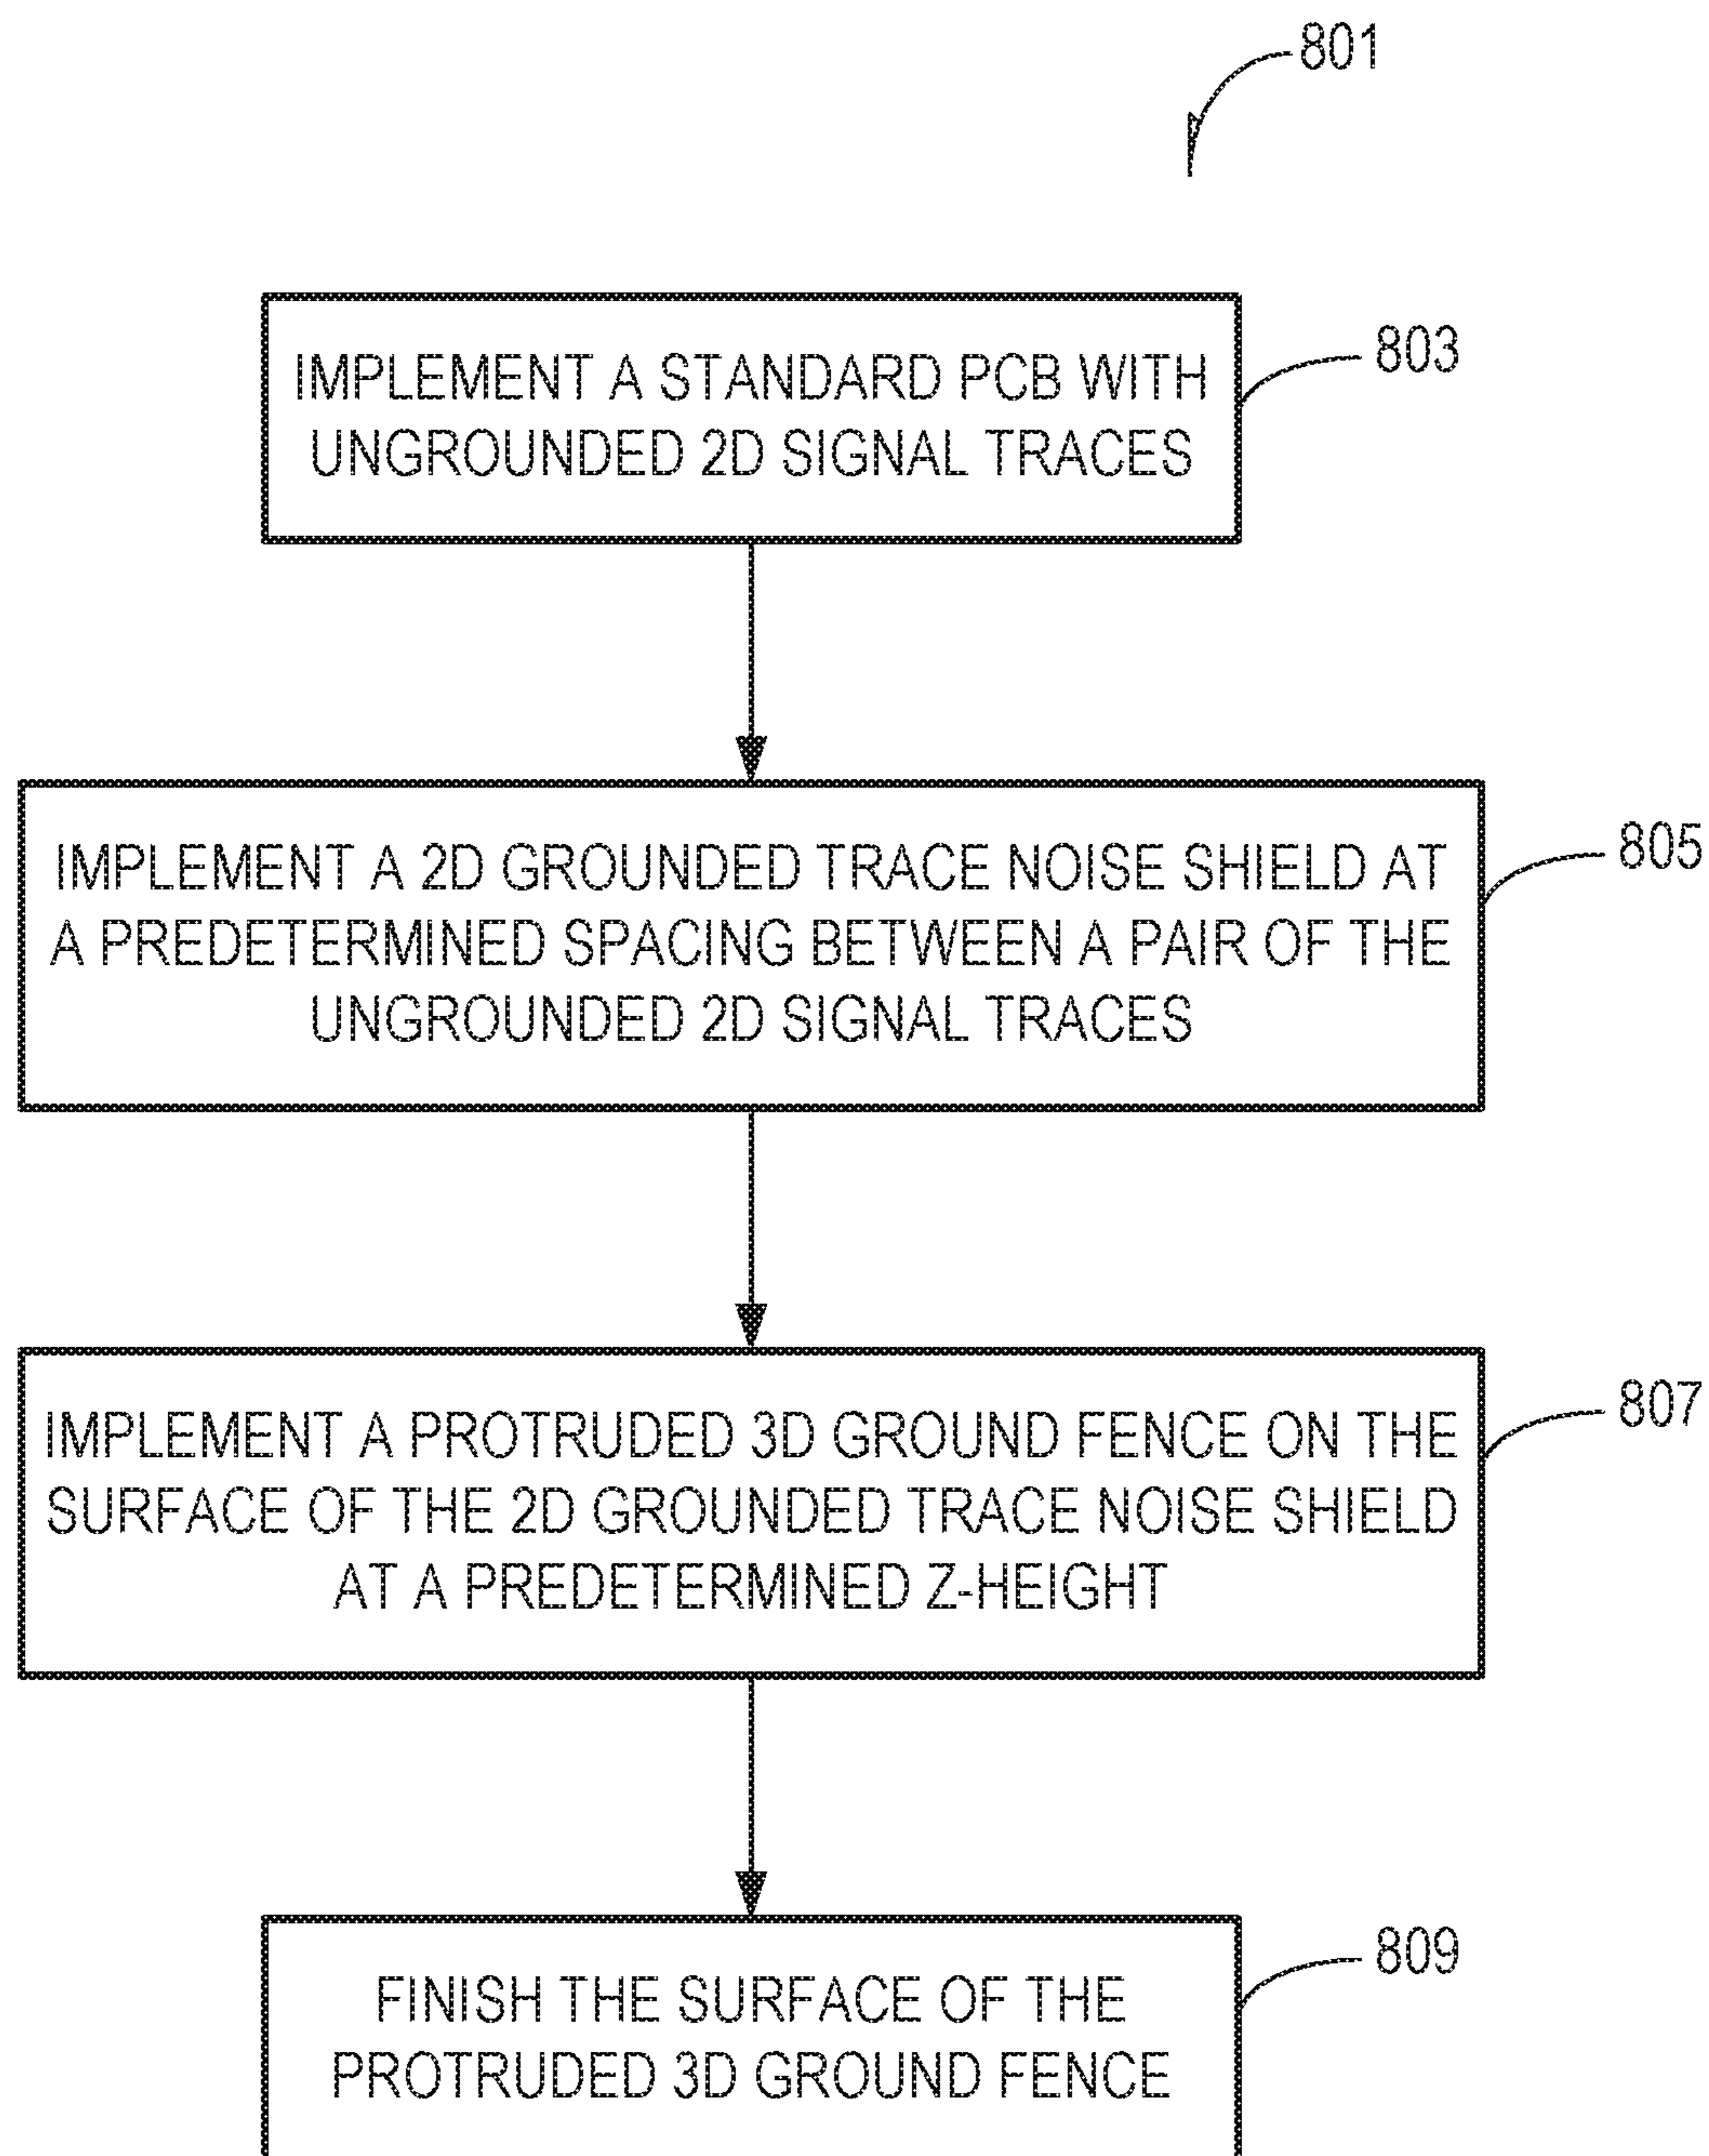 801
IMPLEMENT A STANDARD PCB WITH
UNGROUNDED 2D SIGNAL TRACES
803
IMPLEMENT A 2D GROUNDED TRACE NOISE SHIELD AT
A PREDETERMINED SPACING BETWEEN A PAIR OF THE
UNGROUNDED 2D SIGNAL TRACES
805
IMPLEMENT A PROTRUDED 3D GROUND FENCE ON THE
SURFACE OF THE 2D GROUNDED TRACE NOISE SHIELD
AT A PREDETERMINED Z-HEIGHT
807
FINISH THE SURFACE OF THE
PROTRUDED 3D GROUND FENCE
809